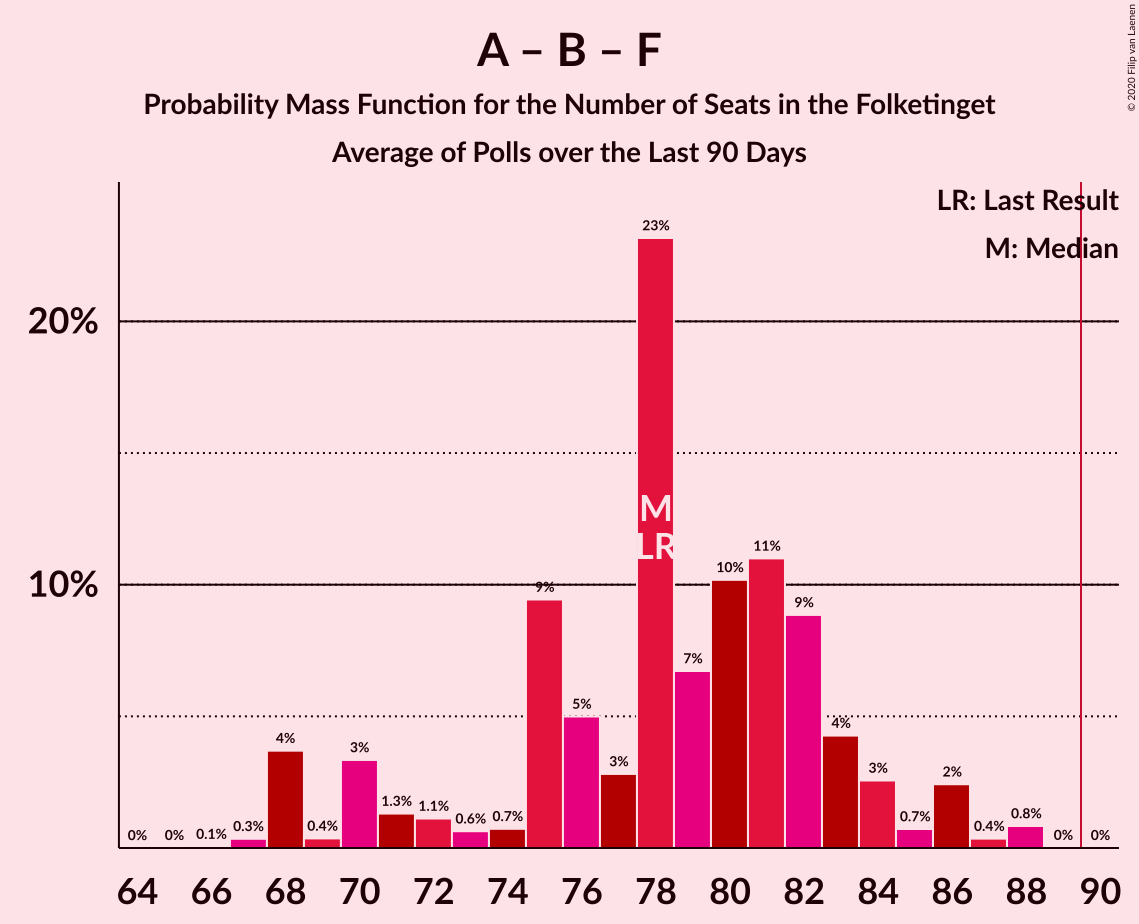 A – B – F
Probability Mass Function for the Number of Seats in the Folketinget
Average of Polls over the Last 90 Days
© 2020 Filip van Laenen
LR: Last Result
M: Median
20%
10%
0% 0% 0.1% 0.3% 4% 0.4% 3% 1.3% 1.1% 0.6% 0.7% 9% 5% 3% 23% 7% 10% 11% 9% 4% 3% 0.7% 2% 0.4% 0.8% 0% 0%
M
LR
64 66 68 70 72 74 76 78 80 82 84 86 88 90